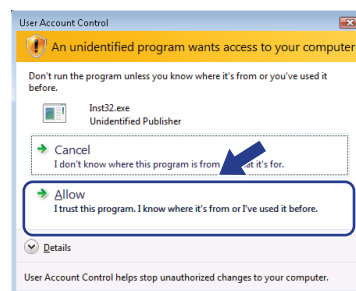 User Account Control
An unidentified program wants access to your computer
Don't run the program unless you know where it's from or you've used it
before.
Inst32.exe
Unidentified Publisher
Cancel
I don't know where this program is from it's for.
Allow
I trust this program. I know where it's from or I've used it before.
Details
User Account Control helps stop unauthorized changes to your computer.